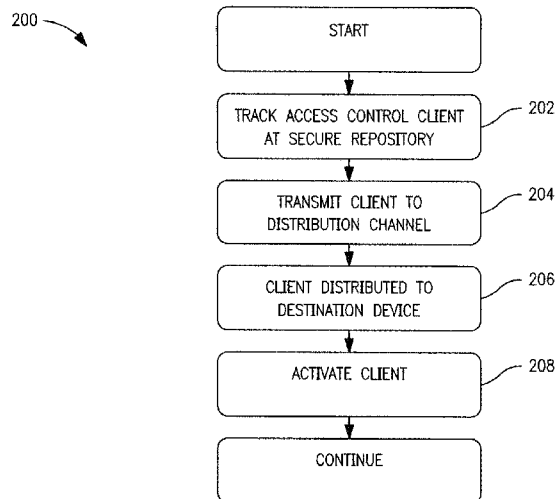 200
START
TRACK ACCESS CONTROL CLIENT
AT SECURE REPOSITORY
202
TRANSMIT CLIENT TO
DISTRIBUTION CHANNEL
204
CLIENT DISTRIBUTED TO
DESTINATION DEVICE
206
ACTIVATE CLIENT
208
CONTINUE